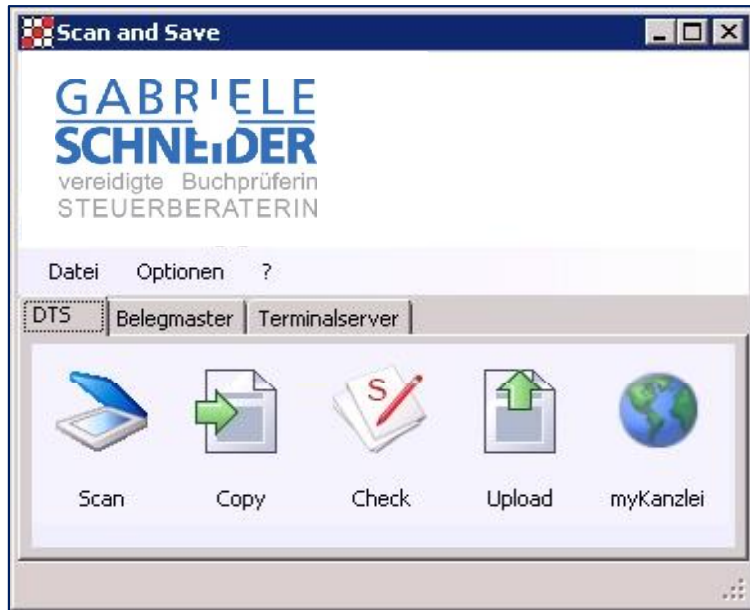 Scan and Save
GABRIELE
SCHNEIDER
vereidigte Buchprüferin
STEUERBERATERIN
Datei Optionen ?
DTS Belegmaster Terminalserver
S
Scan Copy Check Upload myKanzlei